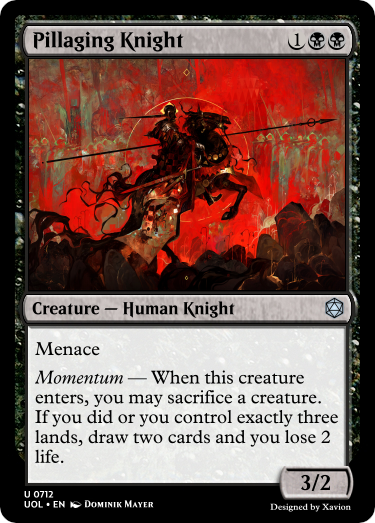 Pillaging Knight 1
Creature — Human Knight
Menace
Momentum — When this creature
enters, you may sacrifice a creature.
If you did or you control exactly three
lands, draw two cards and you lose 2
life.
3/2
U 0712
UOL • EN Dominik Mayer
Designed by Xavion